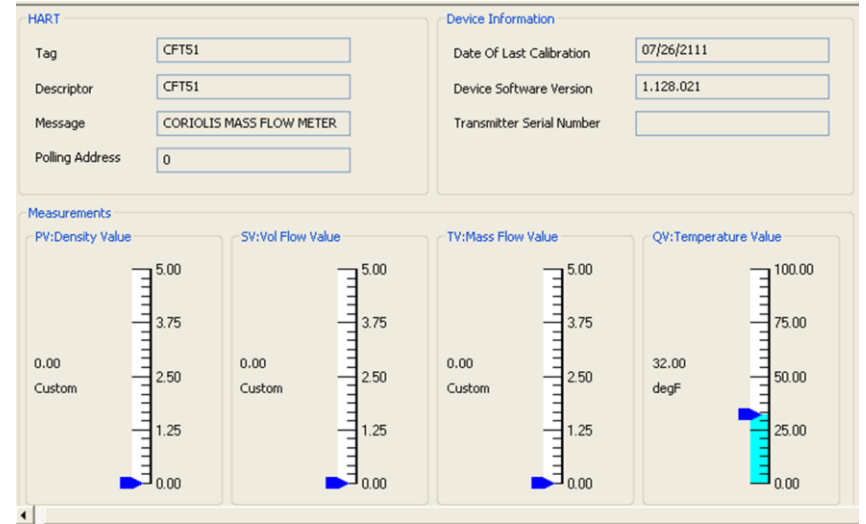 HART
Tag CFT51
Descriptor CFT51
Message CORIOLIS MASS FLOW METER
Polling Address 0
Device Information
Date Of Last Calibration 07/26/2111
Device Software Version 1.128.021
Transmitter Serial Number
Measurements
PV:Density Value
5.00
3.75
0.00
Custom
2.50
1.25
0.00
SV:Vol Flow Value
5.00
3.75
0.00
Custom
2.50
1.25
0.00
TV:Mass Flow Value
5.00
3.75
0.00
Custom
2.50
1.25
0.00
QV:Temperature Value
100.00
75.00
32.00
degF
50.00
25.00
0.00